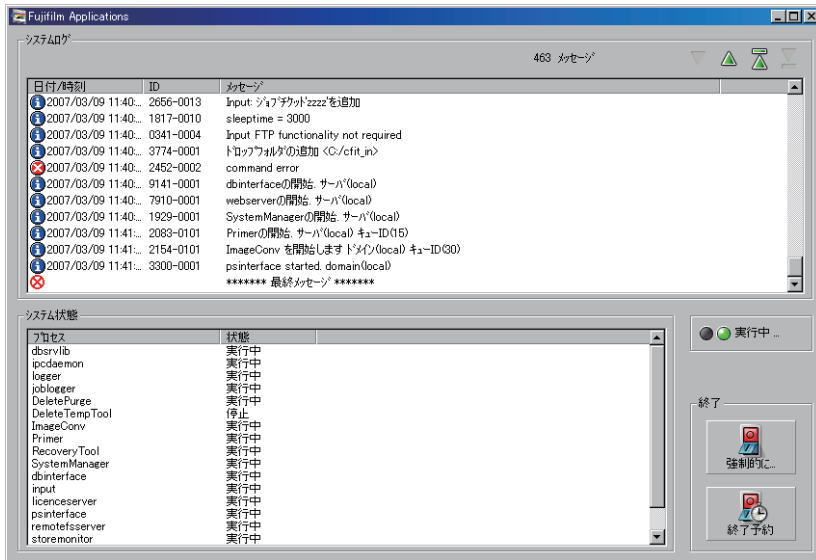 Fujifilm Applications
システムログ
463 メッセージ
日付/時刻 ID メッセージ
2007/03/09 11:40:... 2656-0013 Input: ジョブチケット'zzzz'を追加
2007/03/09 11:40:... 1817-0010 sleeptime = 3000
2007/03/09 11:40:... 0341-0004 Input FTP functionality not required
2007/03/09 11:40:... 3774-0001 ドロップフォルダの追加 <C:/cfit_in>
2007/03/09 11:40:... 2452-0002 command error
2007/03/09 11:40:... 9141-0001 dbinterfaceの開始. サーバ(local)
2007/03/09 11:40:... 7910-0001 webserverの開始. サーバ(local)
2007/03/09 11:40:... 1929-0001 SystemManagerの開始. サーバ(local)
2007/03/09 11:41:... 2083-0101 Primerの開始. サーバ(local) キューID(15)
2007/03/09 11:41:... 2154-0101 ImageConv を開始します ドメイン(local) キューID(30)
2007/03/09 11:41:... 3300-0001 psinterface started. domain(local)
******* 最終メッセージ *******
システム状態
プロセス 状態
dbsrvlib 実行中
ipcdaemon 実行中
logger 実行中
joblogger 実行中
DeletePurge 実行中
DeleteTempTool 停止
ImageConv 実行中
Primer 実行中
RecoveryTool 実行中
SystemManager 実行中
dbinterface 実行中
input 実行中
licenceserver 実行中
psinterface 実行中
remotefsserver 実行中
storemonitor 実行中
実行中 ...
終了
強制的に...
終了予約